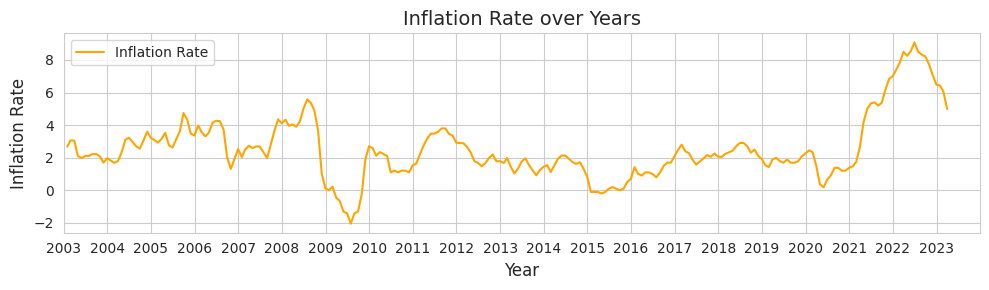 Inflation Rate over Years
Inflation Rate
Inflation Rate
8
6
4
2
0
−2
2003 2004 2005 2006 2007 2008 2009 2010 2011 2012 2013 2014 2015 2016 2017 2018 2019 2020 2021 2022 2023
Year